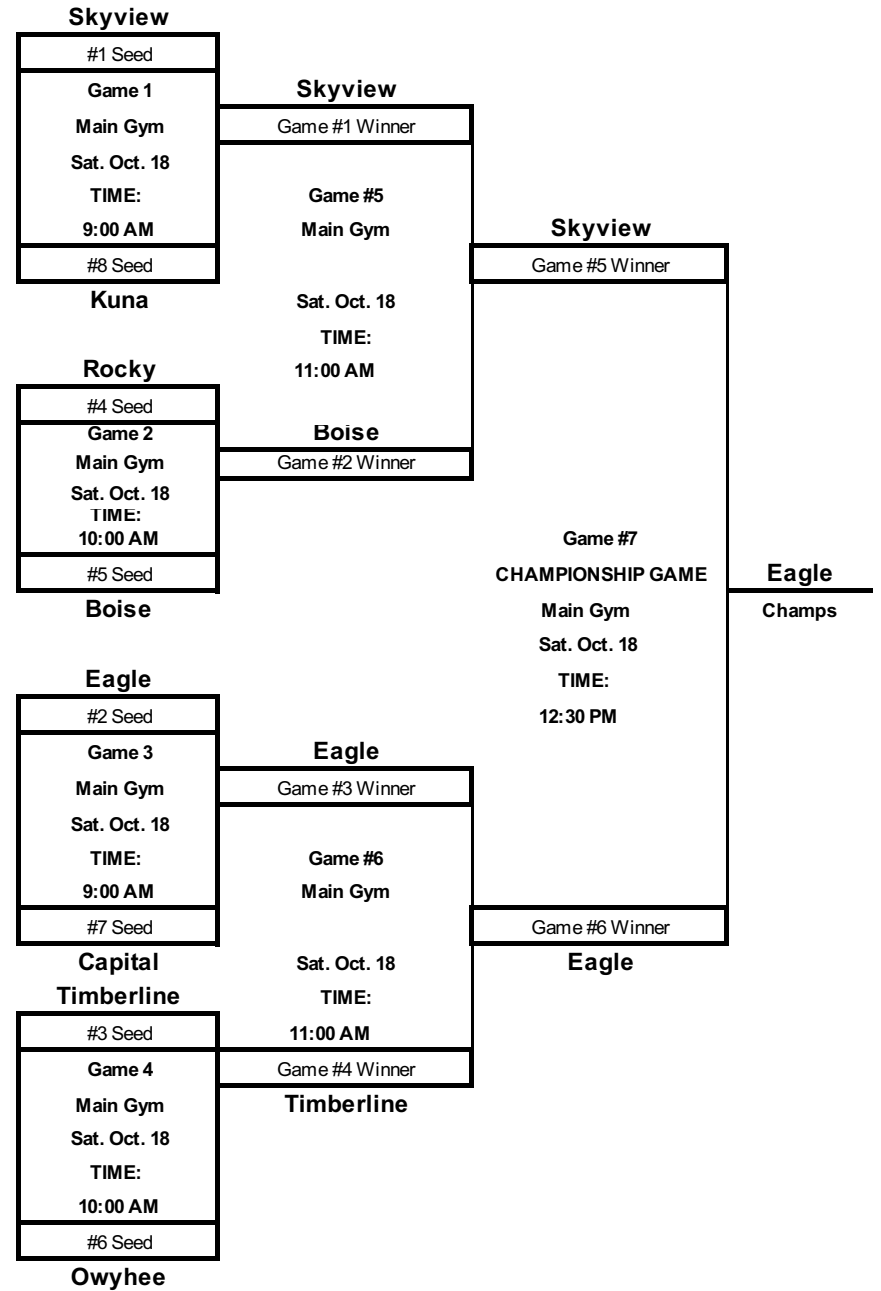 Skyview
#1 Seed
Game 1
Main Gym
Sat. Oct. 18
TIME:
9:00 AM
#8 Seed
Kuna
Rocky
#4 Seed
Game 2
Main Gym
Sat. Oct. 18
TIME:
10:00 AM
#5 Seed
Boise
Eagle
#2 Seed
Game 3
Main Gym
Sat. Oct. 18
TIME:
9:00 AM
#7 Seed
Capital
Timberline
#3 Seed
Game 4
Main Gym
Sat. Oct. 18
TIME:
10:00 AM
#6 Seed
Owyhee
Skyview
Game #1 Winner
Game #5
Main Gym
Sat. Oct. 18
TIME:
11:00 AM
Boise
Game #2 Winner
Eagle
Game #3 Winner
Game #6
Main Gym
Sat. Oct. 18
TIME:
11:00 AM
Game #4 Winner
Timberline
Skyview
Game #5 Winner
Game #7
CHAMPIONSHIP GAME
Main Gym
Sat. Oct. 18
TIME:
12:30 PM
Game #6 Winner
Eagle
Eagle
Champs